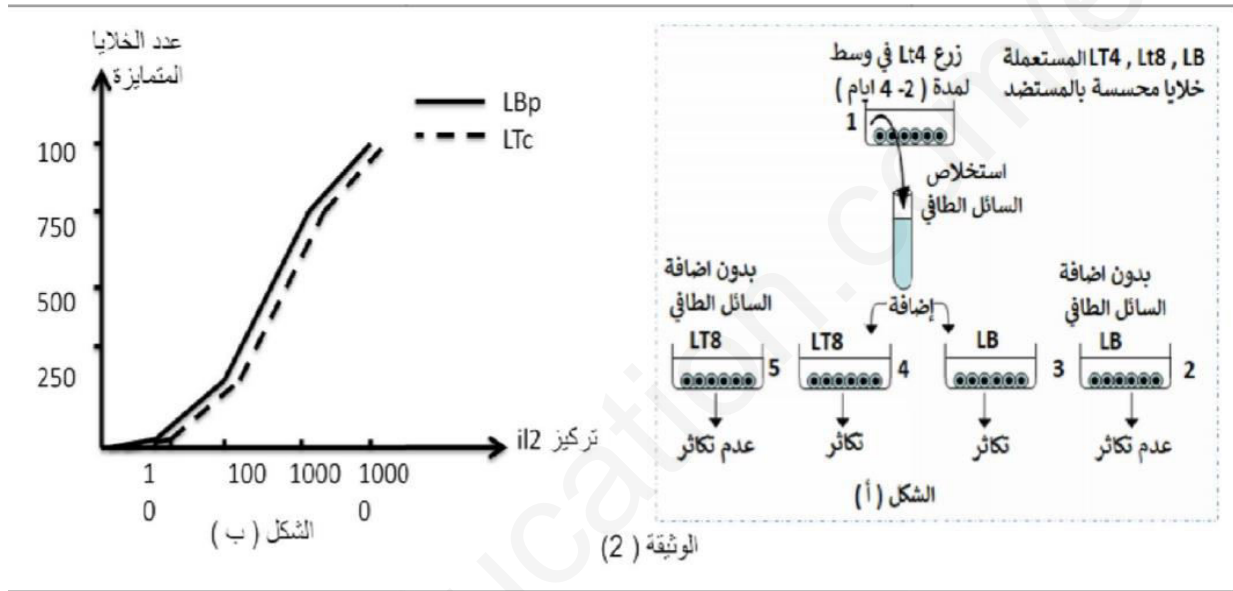 عدد الخلايا
المتمايزة
LBp
LTc
100
750
500
250
تركيز il2
1 100 1000 1000
0 0
الشكل ( ب )
LT4 , Lt8 , LB المستعملة
خلايا محسسة بالمستضد
زرع Lt4 في وسط
لمدة ( 2- 4 ايام )
1
استخلاص
السائل الطافي
بدون اضافة
السائل الطافي
إضافة
بدون اضافة
السائل الطافي
LB
2
LB
3
LT8
4
LT8
5
عدم تكاثر
تكاثر
تكاثر
عدم تكاثر
الشكل ( أ )
الوثيقة ( 2)
ucation.com/e